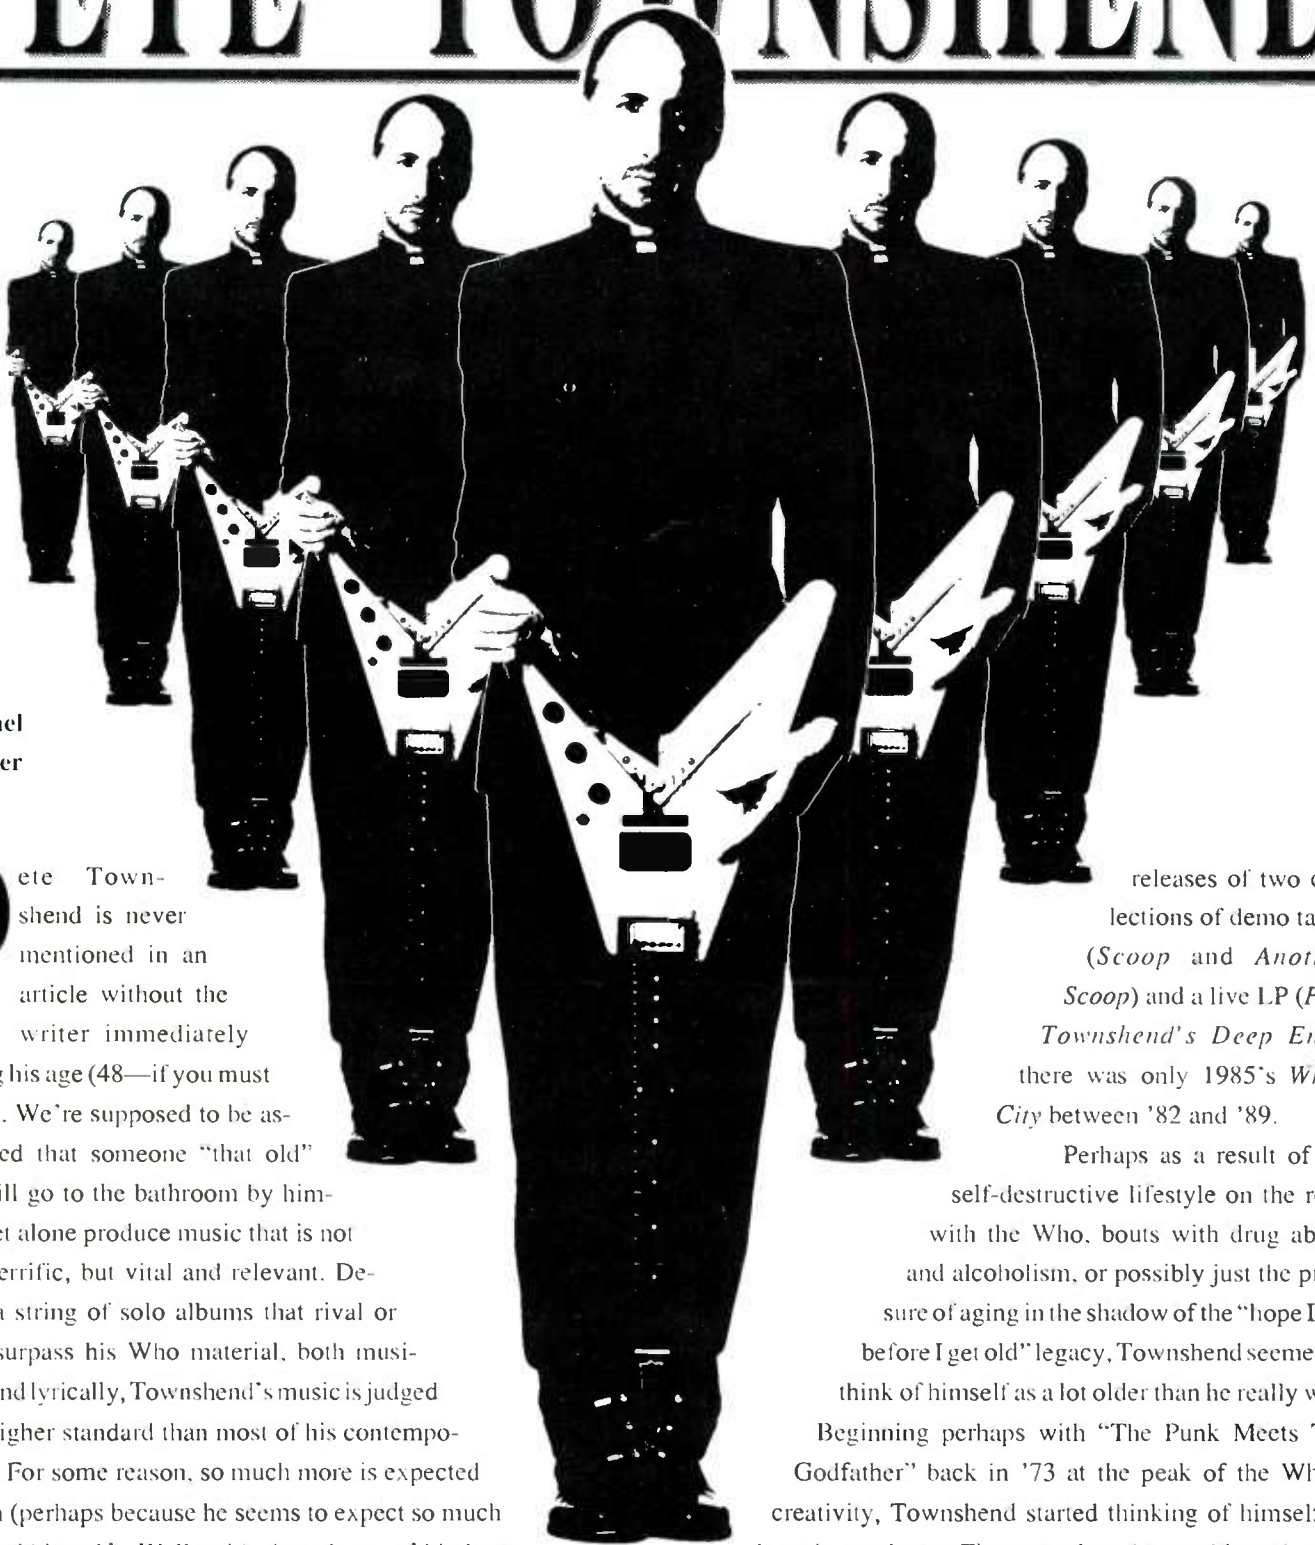 ETE TOWNSHEND
ete Town-
shend is never
mentioned in an
article without the
writer immediately
his age (48—if you must
. We're supposed to be as-
ced that someone “that old”
ill go to the bathroom by him-
et alone produce music that is not
errific, but vital and relevant. De-
a string of solo albums that rival or
surpass his Who material, both musi-
nd lyrically, Townshend's music is judged
igher standard than most of his contempo-
For some reason, so much more is expected
(perhaps because he seems to expect so much
releases of two
lections of demo ta
(Scoop and Anot
Scoop) and a live LP (
Townshend's Deep En
there was only 1985's W
City between '82 and '89.
Perhaps as a result of
self-destructive lifestyle on the r
with the Who, bouts with drug ab
and alcoholism, or possibly just the p
sure of aging in the shadow of the “hope I
before I get old” legacy, Townshend seeme
think of himself as a lot older than he really w
Beginning perhaps with “The Punk Meets
Godfather” back in '73 at the peak of the Wh
creativity, Townshend started thinking of himsel